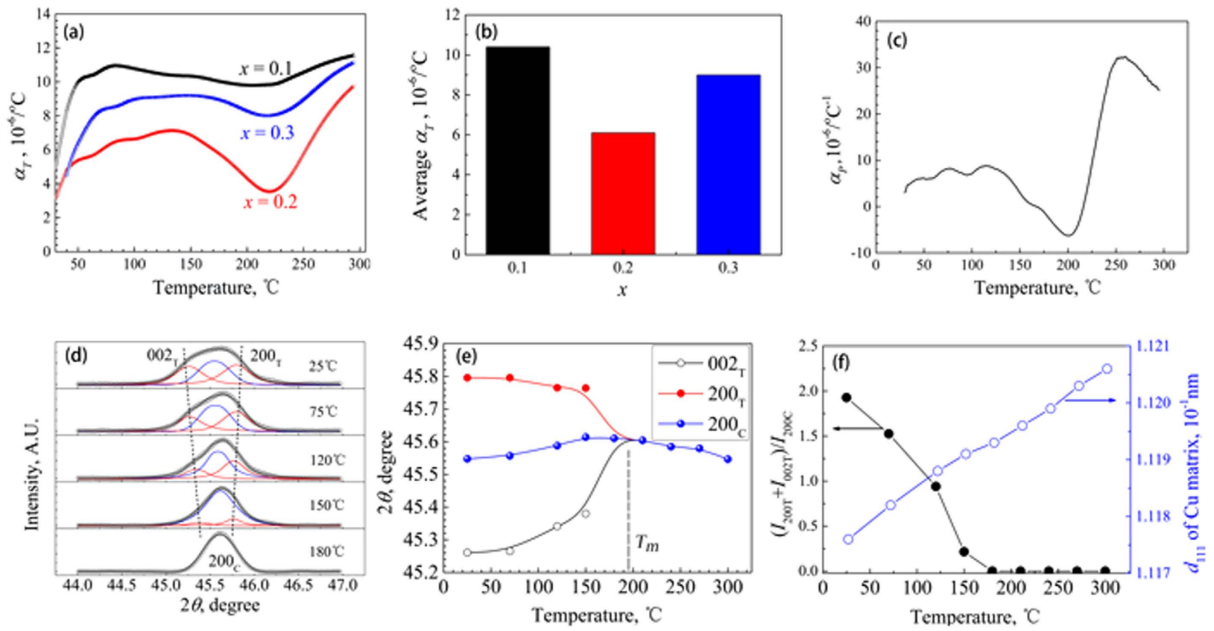 (a)
α_T , 10⁻⁶/°C
14
12
10
8
6
4
2
0
x = 0.1
x = 0.3
x = 0.2
50 100 150 200 250 300
Temperature, ℃
(b)
Average α_T , 10⁻⁶/°C
12
10
8
6
4
2
0
0.1 0.2 0.3
x
(c)
α_P, 10⁻⁶/°C⁻¹
40
30
20
10
0
-10
0 50 100 150 200 250 300
Temperature, ℃
(d)
Intensity, A.U.
002_T 200_T
25℃
75℃
120℃
150℃
180℃
200_C
44.0 44.5 45.0 45.5 46.0 46.5 47.0
2θ, degree
(e)
2θ, degree
45.9
45.8
45.7
45.6
45.5
45.4
45.3
45.2
002_T
200_T
200_C
T_m
0 50 100 150 200 250 300
Temperature, ℃
(f)
(I_200T+I_002T)/I_200C
2.5
2.0
1.5
1.0
0.5
0.0
1.121
1.120
1.119
1.118
1.117
d_111 of Cu matrix, 10⁻¹nm
0 50 100 150 200 250 300
Temperature, ℃